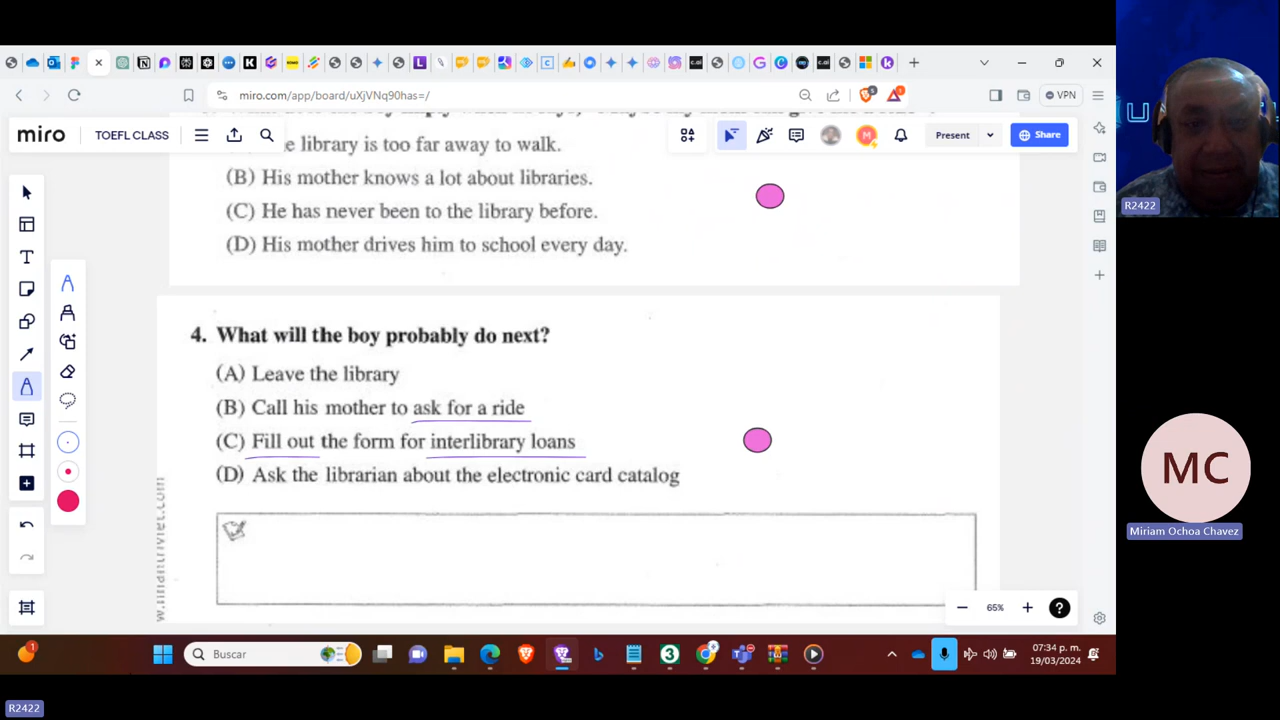 miro.com/app/board/uXjVNq90has=/
VPN
miro
TOEFL CLASS
Present
Share
e library is too far away to walk.
(B) His mother knows a lot about libraries.
(C) He has never been to the library before.
(D) His mother drives him to school every day.
4. What will the boy probably do next?
(A) Leave the library
(B) Call his mother to ask for a ride
(C) Fill out the form for interlibrary loans
(D) Ask the librarian about the electronic card catalog
65%
Buscar
07:34 p. m.
19/03/2024
R2422
MC
Miriam Ochoa Chavez
R2422